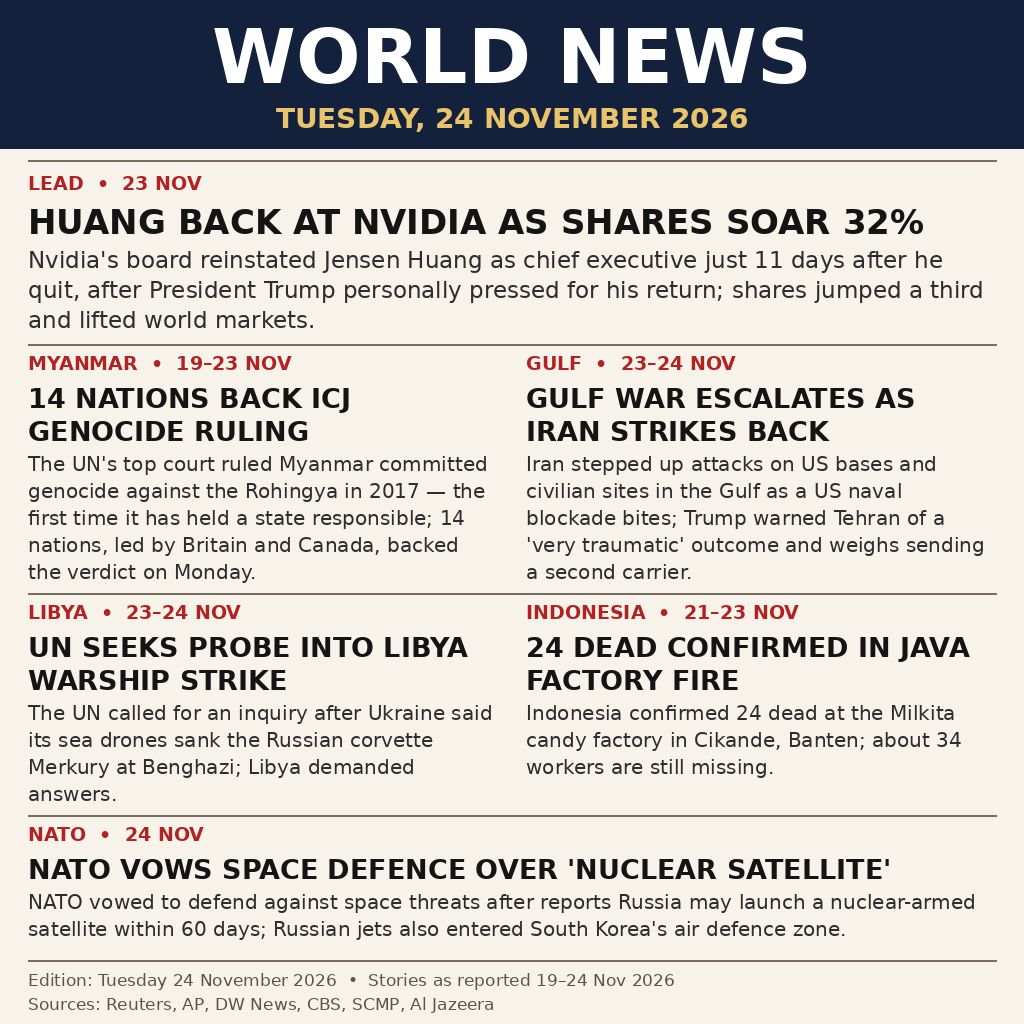 WORLD NEWS
TUESDAY, 24 NOVEMBER 2026
LEAD • 23 NOV
HUANG BACK AT NVIDIA AS SHARES SOAR 32%
Nvidia's board reinstated Jensen Huang as chief executive just 11 days after he
quit, after President Trump personally pressed for his return; shares jumped a third
and lifted world markets.
MYANMAR • 19–23 NOV
14 NATIONS BACK ICJ
GENOCIDE RULING
The UN's top court ruled Myanmar committed
genocide against the Rohingya in 2017 — the
first time it has held a state responsible; 14
nations, led by Britain and Canada, backed
the verdict on Monday.
GULF • 23–24 NOV
GULF WAR ESCALATES AS
IRAN STRIKES BACK
Iran stepped up attacks on US bases and
civilian sites in the Gulf as a US naval
blockade bites; Trump warned Tehran of a
'very traumatic' outcome and weighs sending
a second carrier.
LIBYA • 23–24 NOV
UN SEEKS PROBE INTO LIBYA
WARSHIP STRIKE
The UN called for an inquiry after Ukraine said
its sea drones sank the Russian corvette
Merkury at Benghazi; Libya demanded
answers.
INDONESIA • 21–23 NOV
24 DEAD CONFIRMED IN JAVA
FACTORY FIRE
Indonesia confirmed 24 dead at the Milkita
candy factory in Cikande, Banten; about 34
workers are still missing.
NATO • 24 NOV
NATO VOWS SPACE DEFENCE OVER 'NUCLEAR SATELLITE'
NATO vowed to defend against space threats after reports Russia may launch a nuclear-armed
satellite within 60 days; Russian jets also entered South Korea's air defence zone.
Edition: Tuesday 24 November 2026 • Stories as reported 19–24 Nov 2026
Sources: Reuters, AP, DW News, CBS, SCMP, Al Jazeera